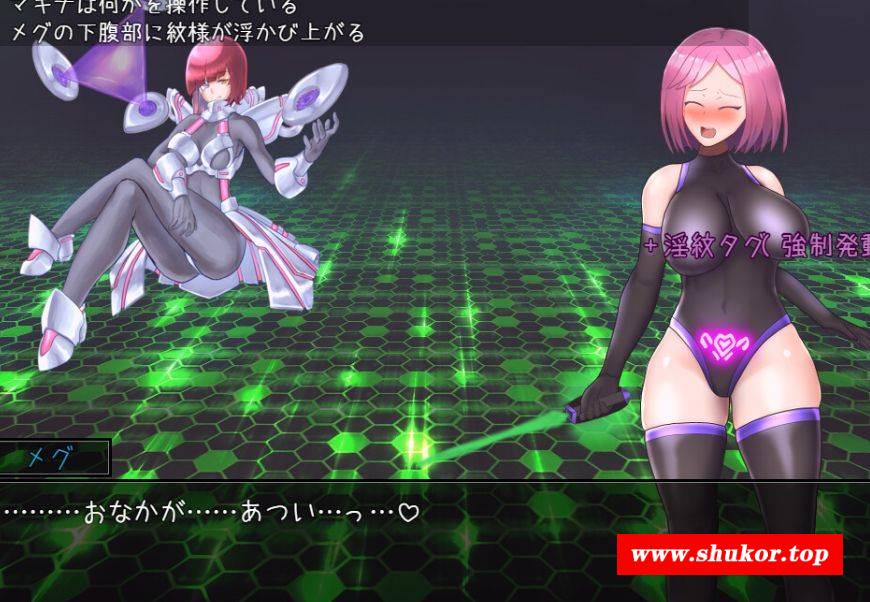 マキナは何かを操作している
メグの下腹部に紋様が浮かび上がる
+淫紋タグ 強制発動
メグ
………おなかが……あつい…っ…♡
www.shukor.top